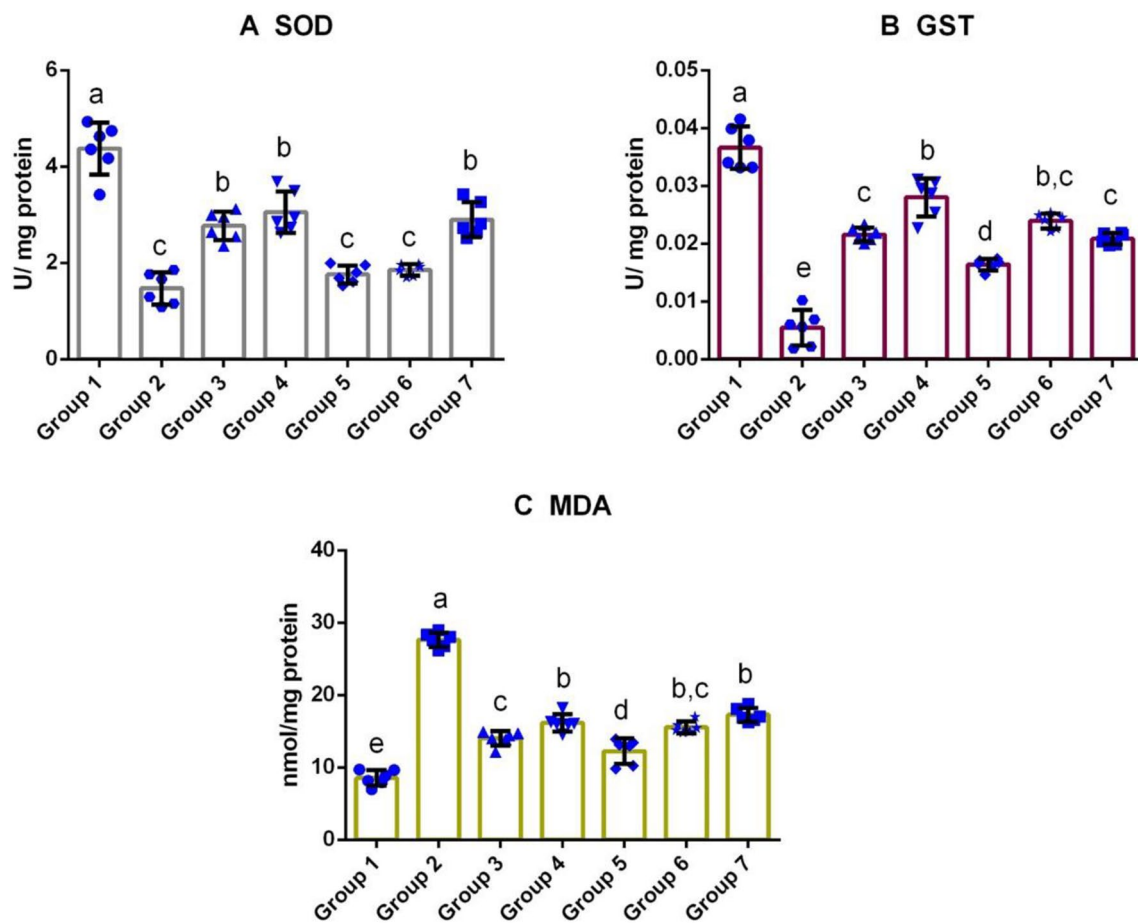 A SOD
U/ mg protein
6
4
2
0
a
c
b
b
c
c
b
Group 1
Group 2
Group 3
Group 4
Group 5
Group 6
Group 7
B GST
U/ mg protein
0.05
0.04
0.03
0.02
0.01
0.00
a
e
c
b
d
b,c
c
Group 1
Group 2
Group 3
Group 4
Group 5
Group 6
Group 7
C MDA
nmol/mg protein
40
30
20
10
0
e
a
c
b
d
b,c
b
Group 1
Group 2
Group 3
Group 4
Group 5
Group 6
Group 7